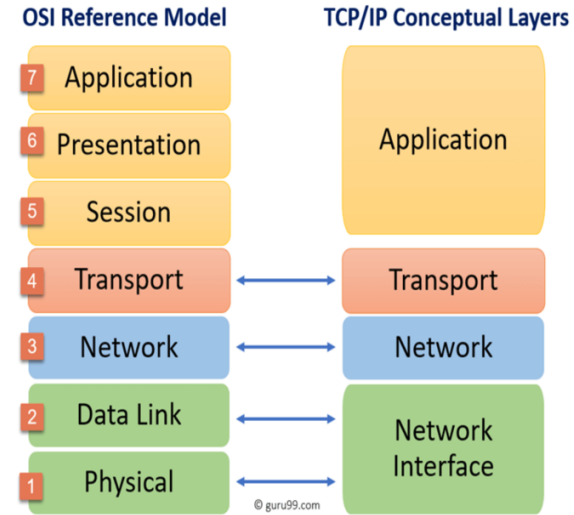 OSI Reference Model
TCP/IP Conceptual Layers
7 Application
6 Presentation
5 Session
4 Transport
3 Network
2 Data Link
1 Physical
Application
Transport
Network
Network
Interface
© guru99.com